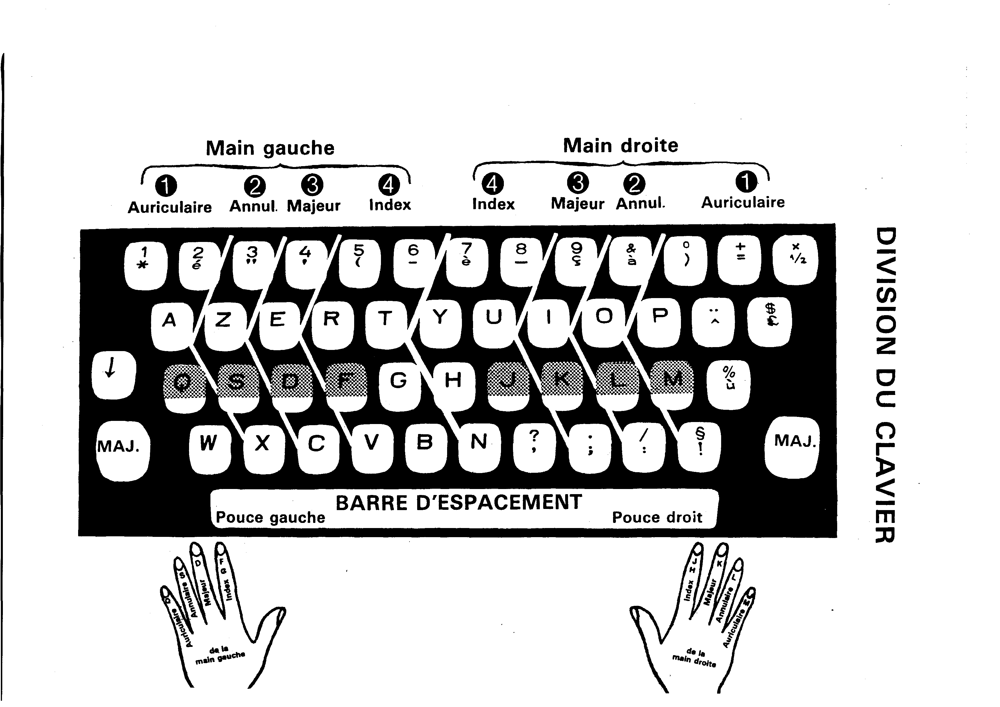 Main gauche
Main droite
1 2 3 4 4 3 2 1
Auriculaire Annul. Majeur Index Index Majeur Annul. Auriculaire
1 2 3 4 5 6 7 8 9 & ° + ×
* é " ' ( - è _ ç à ) = 1/2
A Z E R T Y U I O P ¨ $
^
↓ Q S D F G H J K L M %
MAJ. W X C V B N ? . / § MAJ.
, ; : !
BARRE D'ESPACEMENT
Pouce gauche Pouce droit
DIVISION DU CLAVIER
Q Auriculaire
S Annulaire
D Majeur
F G Index
de la
main gauche
J H Index
K Majeur
L Annulaire
M Auriculaire
de la
main droite